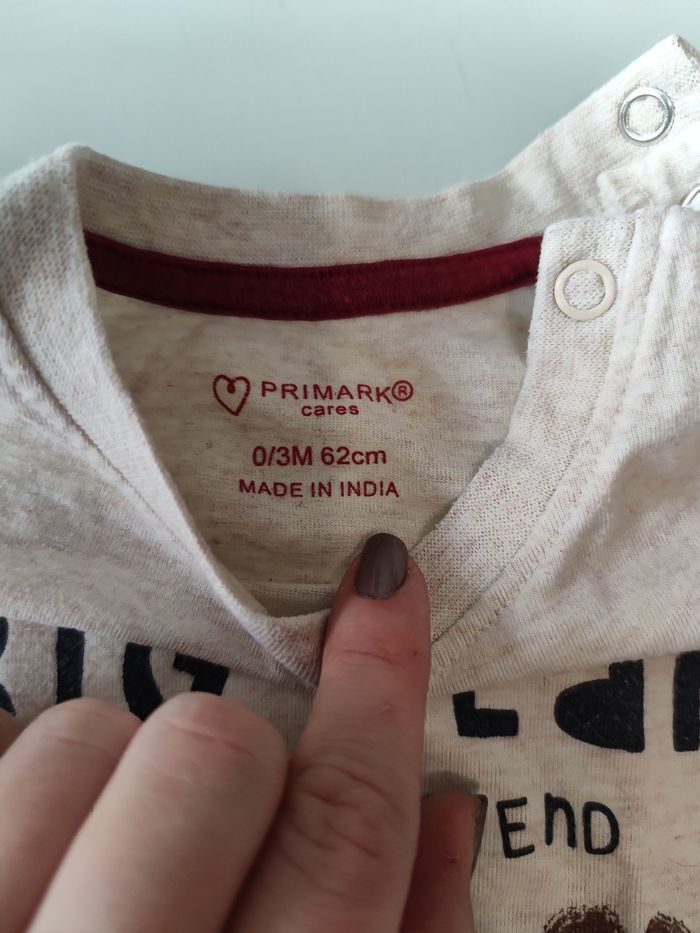 PRIMARK®
cares
0/3M 62cm
MADE IN INDIA
END